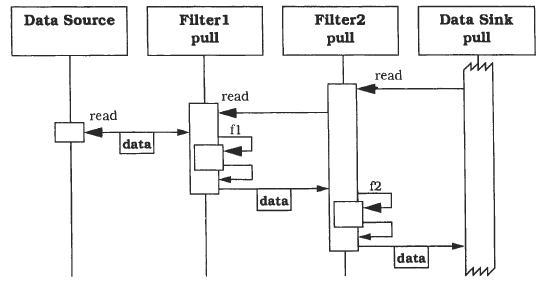 Data Source
Filter1
pull
Filter2
pull
Data Sink
pull
read
read
read
f1
data
data
f2
data